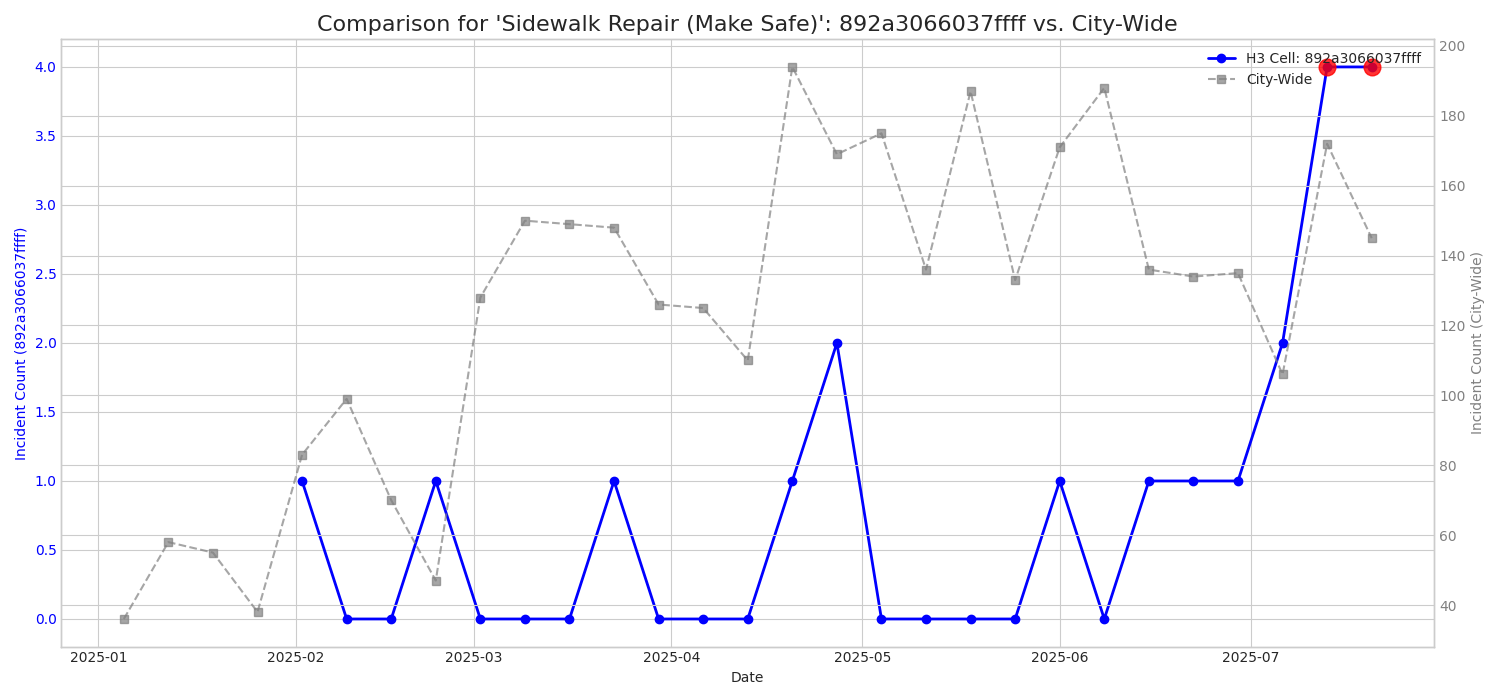 Comparison for 'Sidewalk Repair (Make Safe)': 892a3066037ffff vs. City-Wide
H3 Cell: 892a3066037ffff
City-Wide
Incident Count (892a3066037ffff)
4.0
3.5
3.0
2.5
2.0
1.5
1.0
0.5
0.0
200
180
160
140
120
100
80
60
40
Incident Count (City-Wide)
2025-01 2025-02 2025-03 2025-04 2025-05 2025-06 2025-07
Date